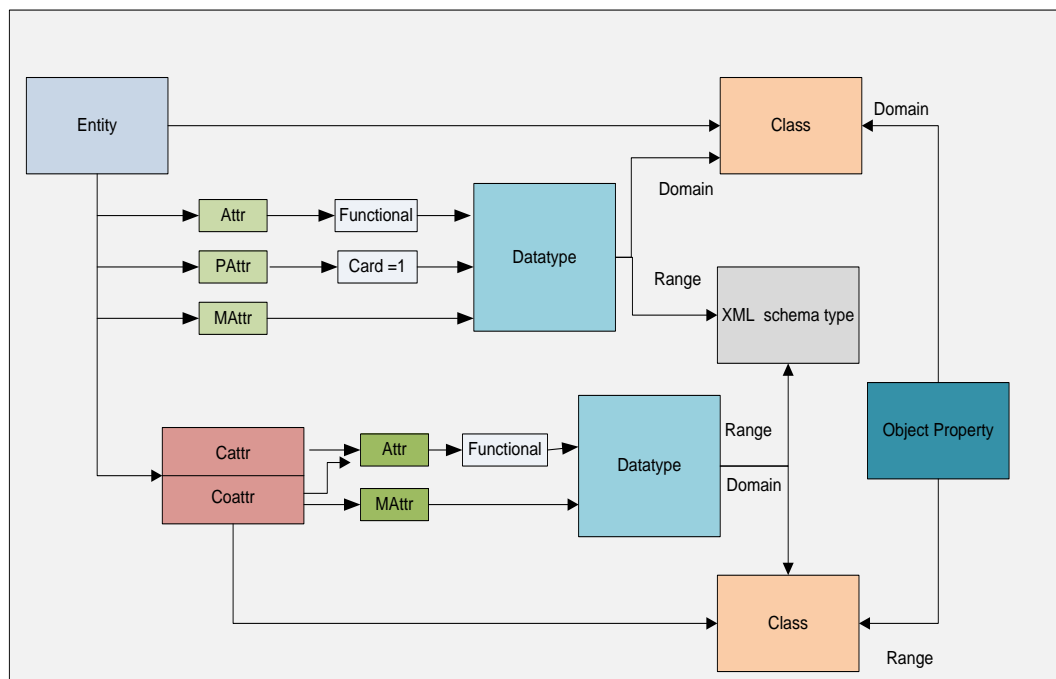 Entity
Class
Domain
Domain
Attr
Functional
PAttr
Card =1
Datatype
Range
MAttr
XML schema type
Cattr
Attr
Functional
Datatype
Range
Object Property
Coattr
MAttr
Domain
Class
Range